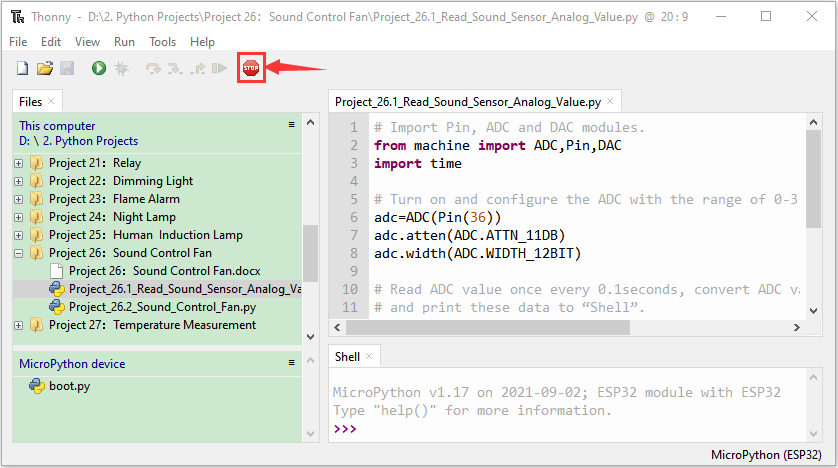 Thonny - D:\2. Python Projects\Project 26：Sound Control Fan\Project_26.1_Read_Sound_Sensor_Analog_Value.py @ 20 : 9
File Edit View Run Tools Help
STOP
Files ×
This computer
D: \ 2. Python Projects
Project 21：Relay
Project 22：Dimming Light
Project 23：Flame Alarm
Project 24：Night Lamp
Project 25：Human Induction Lamp
Project 26：Sound Control Fan
Project 26：Sound Control Fan.docx
Project_26.1_Read_Sound_Sensor_Analog_Va
Project_26.2_Sound_Control_Fan.py
Project 27：Temperature Measurement
MicroPython device
boot.py
Project_26.1_Read_Sound_Sensor_Analog_Value.py ×
1 # Import Pin, ADC and DAC modules.
2 from machine import ADC,Pin,DAC
3 import time
4
5 # Turn on and configure the ADC with the range of 0-3
6 adc=ADC(Pin(36))
7 adc.atten(ADC.ATTN_11DB)
8 adc.width(ADC.WIDTH_12BIT)
9
10 # Read ADC value once every 0.1seconds, convert ADC va
11 # and print these data to “Shell”.
Shell ×
MicroPython v1.17 on 2021-09-02; ESP32 module with ESP32
Type "help()" for more information.
>>>
MicroPython (ESP32)